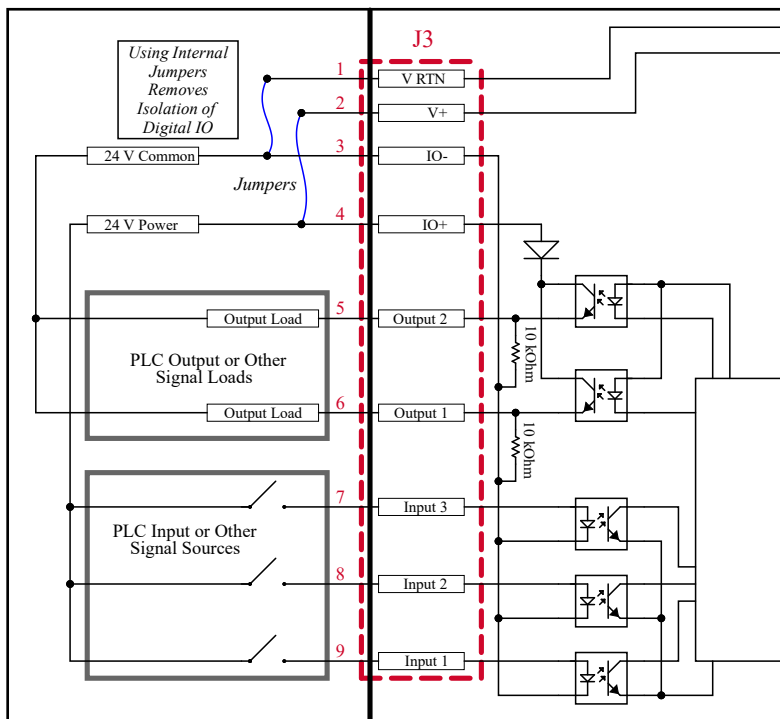 J3
Using Internal
Jumpers
Removes
Isolation of
Digital IO
1
V RTN
2
V+
24 V Common
3
IO-
Jumpers
24 V Power
4
IO+
Output Load
5
Output 2
10 kOhm
PLC Output or Other
Signal Loads
Output Load
6
Output 1
10 kOhm
7
Input 3
PLC Input or Other
Signal Sources
8
Input 2
9
Input 1